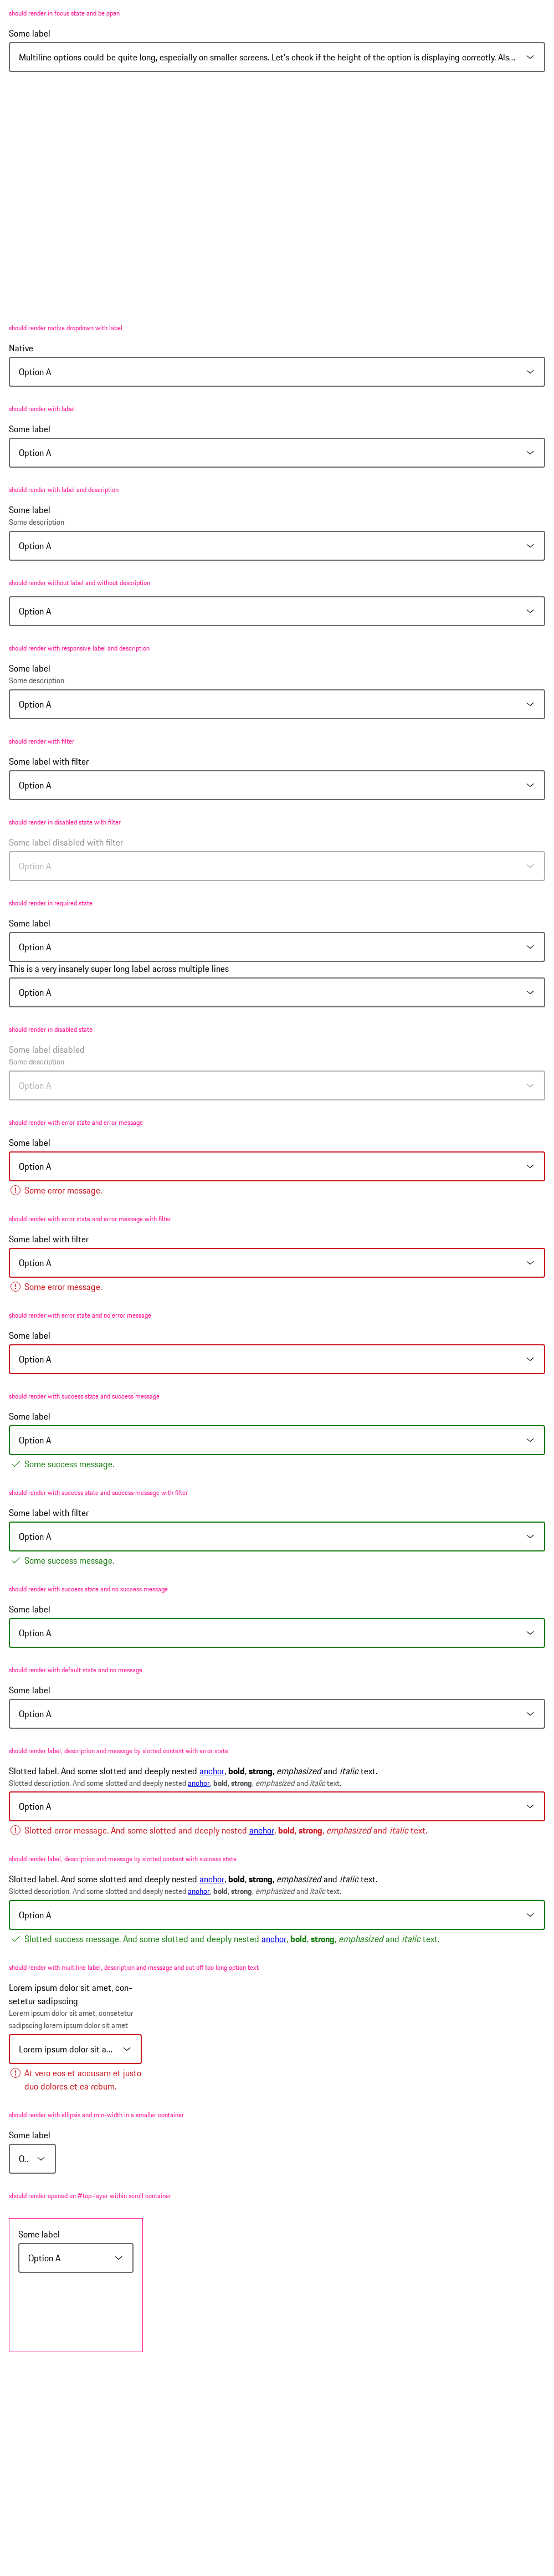 should render in focus state and be open
Some label
Multiline options could be quite long, especially on smaller screens. Let's check if the height of the option is displaying correctly. Als...
should render native dropdown with label
Native
Option A
should render with label
Some label
Option A
should render with label and description
Some label
Some description
Option A
should render without label and without description
Option A
should render with responsive label and description
Some label
Some description
Option A
should render with filter
Some label with filter
Option A
should render in disabled state with filter
Some label disabled with filter
Option A
should render in required state
Some label
Option A
This is a very insanely super long label across multiple lines
Option A
should render in disabled state
Some label disabled
Some description
Option A
should render with error state and error message
Some label
Option A
Some error message.
should render with error state and error message with filter
Some label with filter
Option A
Some error message.
should render with error state and no error message
Some label
Option A
should render with success state and success message
Some label
Option A
Some success message.
should render with success state and success message with filter
Some label with filter
Option A
Some success message.
should render with success state and no success message
Some label
Option A
should render with default state and no message
Some label
Option A
should render label, description and message by slotted content with error state
Slotted label. And some slotted and deeply nested anchor, bold, strong, emphasized and italic text.
Slotted description. And some slotted and deeply nested anchor, bold, strong, emphasized and italic text.
Option A
Slotted error message. And some slotted and deeply nested anchor, bold, strong, emphasized and italic text.
should render label, description and message by slotted content with success state
Slotted label. And some slotted and deeply nested anchor, bold, strong, emphasized and italic text.
Slotted description. And some slotted and deeply nested anchor, bold, strong, emphasized and italic text.
Option A
Slotted success message. And some slotted and deeply nested anchor, bold, strong, emphasized and italic text.
should render with multiline label, description and message and cut off too long option text
Lorem ipsum dolor sit amet, con-
setetur sadipscing
Lorem ipsum dolor sit amet, consetetur
sadipscing lorem ipsum dolor sit amet
Lorem ipsum dolor sit a...
At vero eos et accusam et justo
duo dolores et ea rebum.
should render with ellipsis and min-width in a smaller container
Some label
O..
should render opened on #top-layer within scroll container
Some label
Option A